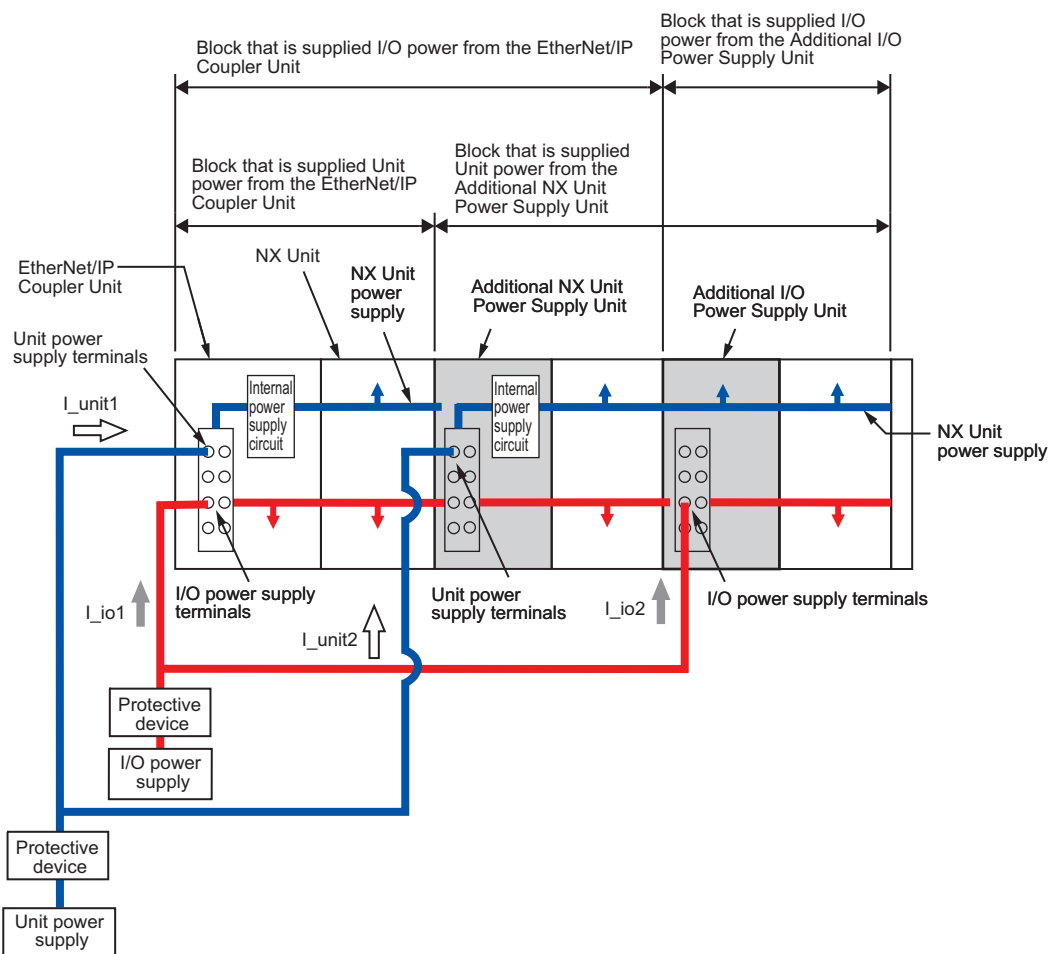 Block that is supplied I/O
power from the Additional I/O
Power Supply Unit
Block that is supplied I/O power from the EtherNet/IP
Coupler Unit
Block that is supplied Unit
power from the EtherNet/IP
Coupler Unit
Block that is supplied
Unit power from the
Additional NX Unit
Power Supply Unit
EtherNet/IP
Coupler Unit
NX Unit
NX Unit
power
supply
Additional NX Unit
Power Supply Unit
Additional I/O
Power Supply Unit
Unit power
supply terminals
I_unit1
Internal
power
supply
circuit
Internal
power
supply
circuit
NX Unit
power supply
I_io1
I/O power supply
terminals
I_unit2
Unit power
supply terminals
I_io2
I/O power supply terminals
Protective
device
I/O power
supply
Protective
device
Unit power
supply